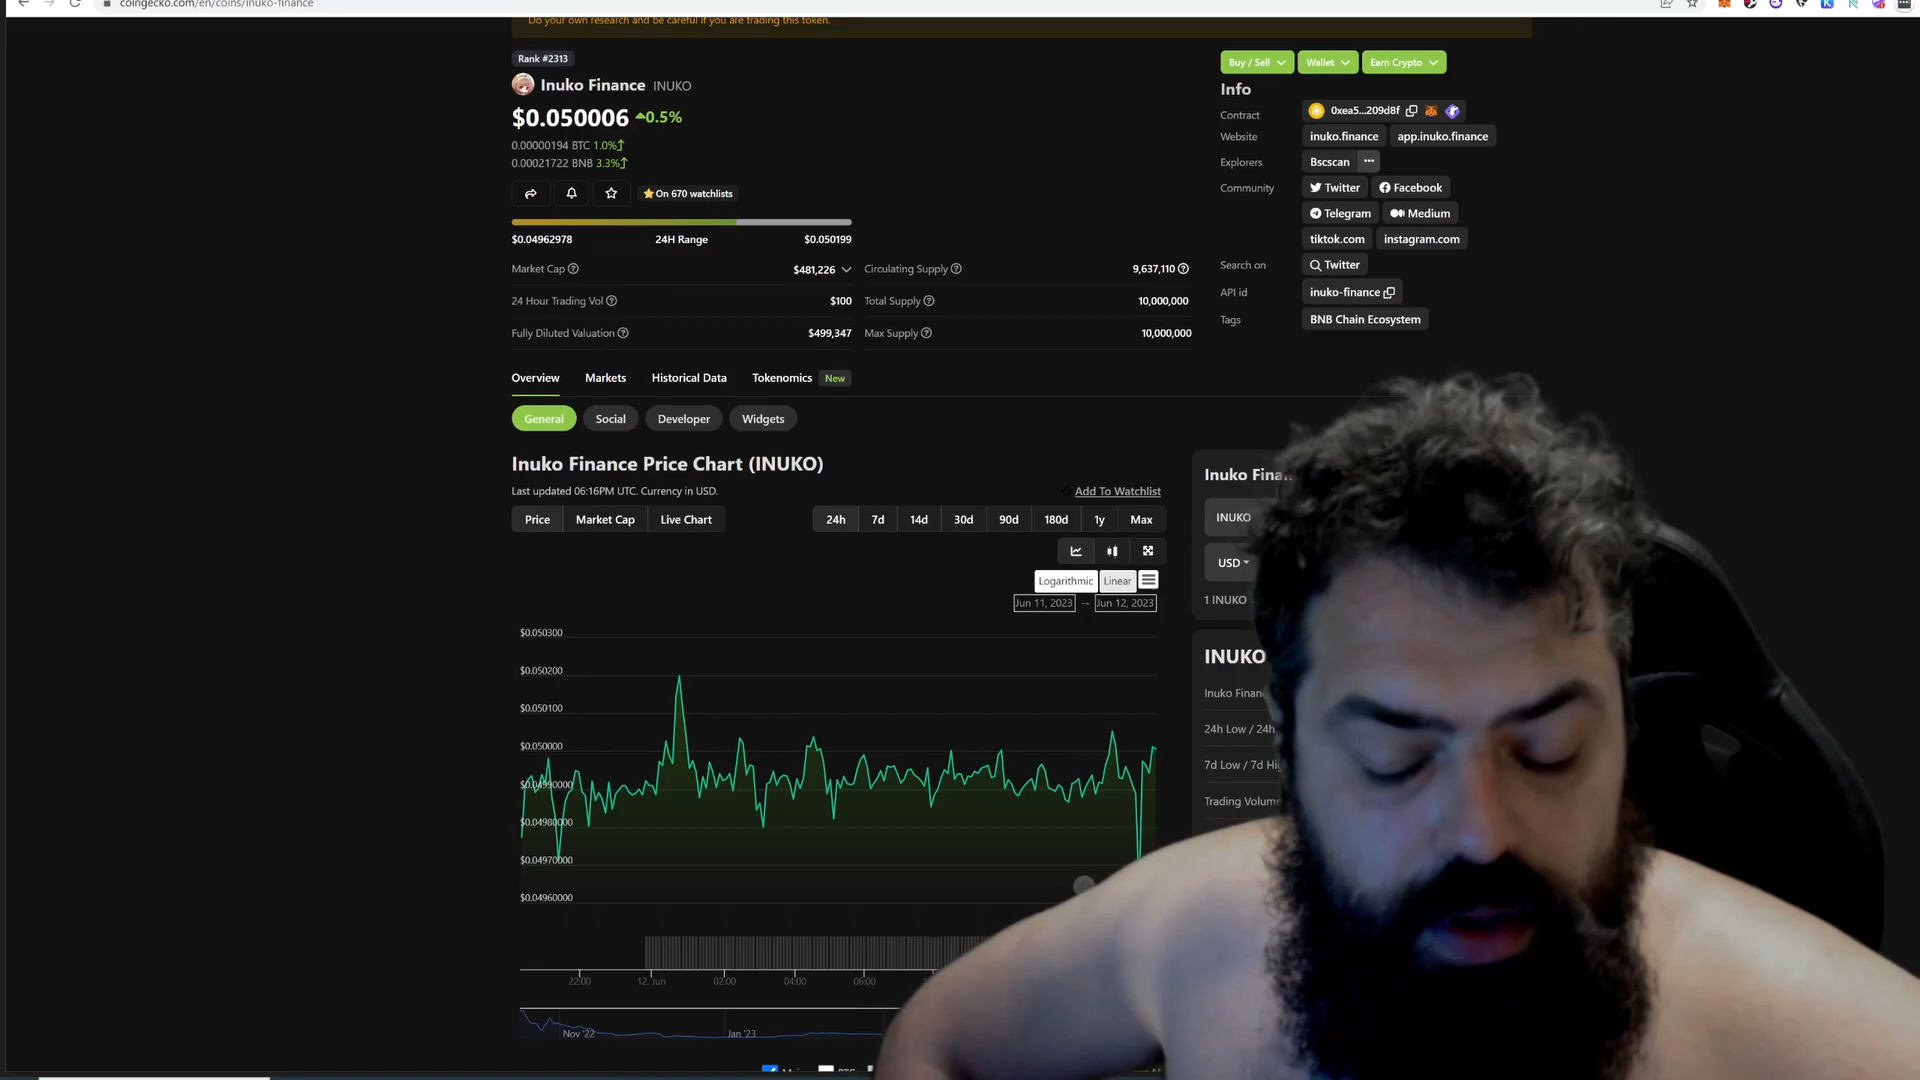 coingecko.com/en/coins/inuko-finance
Do your own research and be careful if you are trading this token.
Rank #2313
Inuko Finance INUKO
$0.050006 0.5%
0.00000194 BTC 1.0%
0.00021722 BNB 3.3%
On 670 watchlists
$0.04962978 24H Range $0.050199
Market Cap $481,226
24 Hour Trading Vol $100
Fully Diluted Valuation $499,347
Circulating Supply 9,637,110
Total Supply 10,000,000
Max Supply 10,000,000
Buy / Sell Wallet Earn Crypto
Info
Contract 0xea5...209d8f
Website inuko.finance app.inuko.finance
Explorers Bscscan
Community Twitter Facebook
Telegram Medium
tiktok.com instagram.com
Search on Twitter
API id inuko-finance
Tags BNB Chain Ecosystem
Overview Markets Historical Data Tokenomics New
General Social Developer Widgets
Inuko Finance Price Chart (INUKO)
Last updated 06:16PM UTC. Currency in USD.
Add To Watchlist
Price Market Cap Live Chart
24h 7d 14d 30d 90d 180d 1y Max
Logarithmic Linear
Jun 11, 2023 → Jun 12, 2023
$0.050300
$0.050200
$0.050100
$0.050000
$0.04990000
$0.04980000
$0.04970000
$0.04960000
22:00 12. Jun 02:00 04:00 06:00
Nov '22 Jan '23
Inuko
INUKO
USD
1 INUKO
INUKO
Inuko
24h Low / 24h
7d Low / 7d
Trading Volume